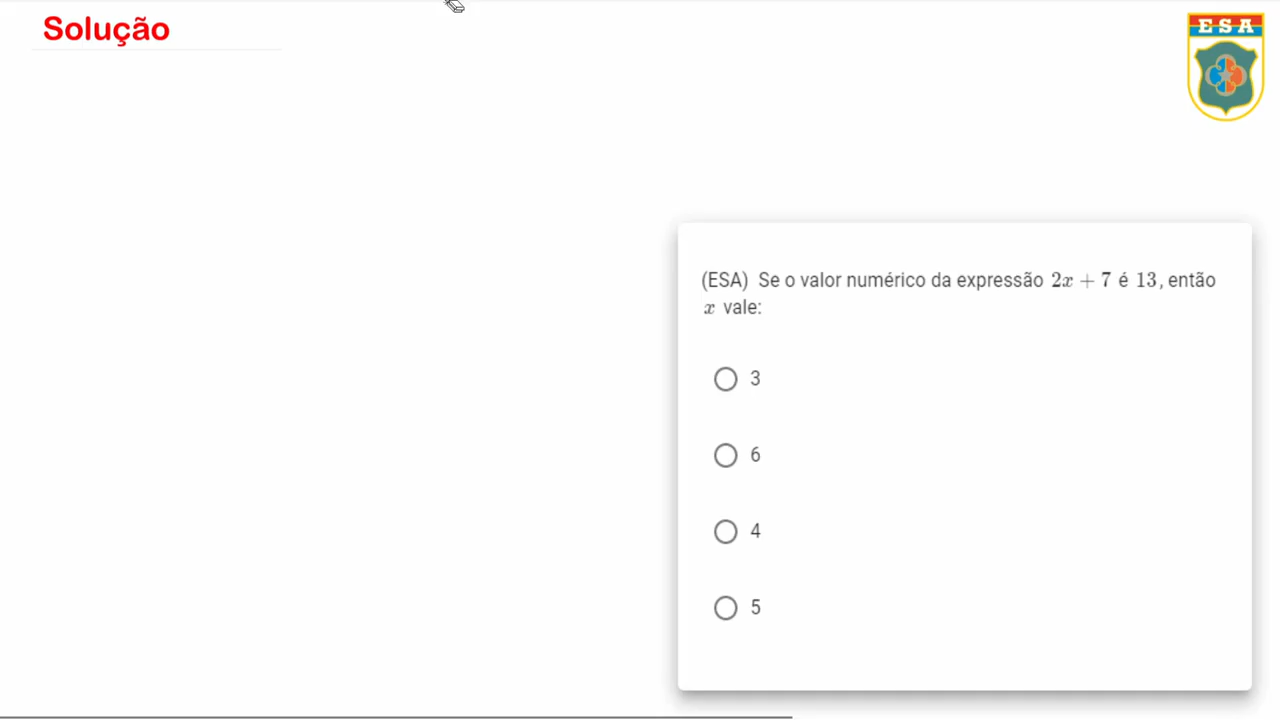 Solução
ESA
(ESA) Se o valor numérico da expressão 2x + 7 é 13, então
x vale:
3
6
4
5